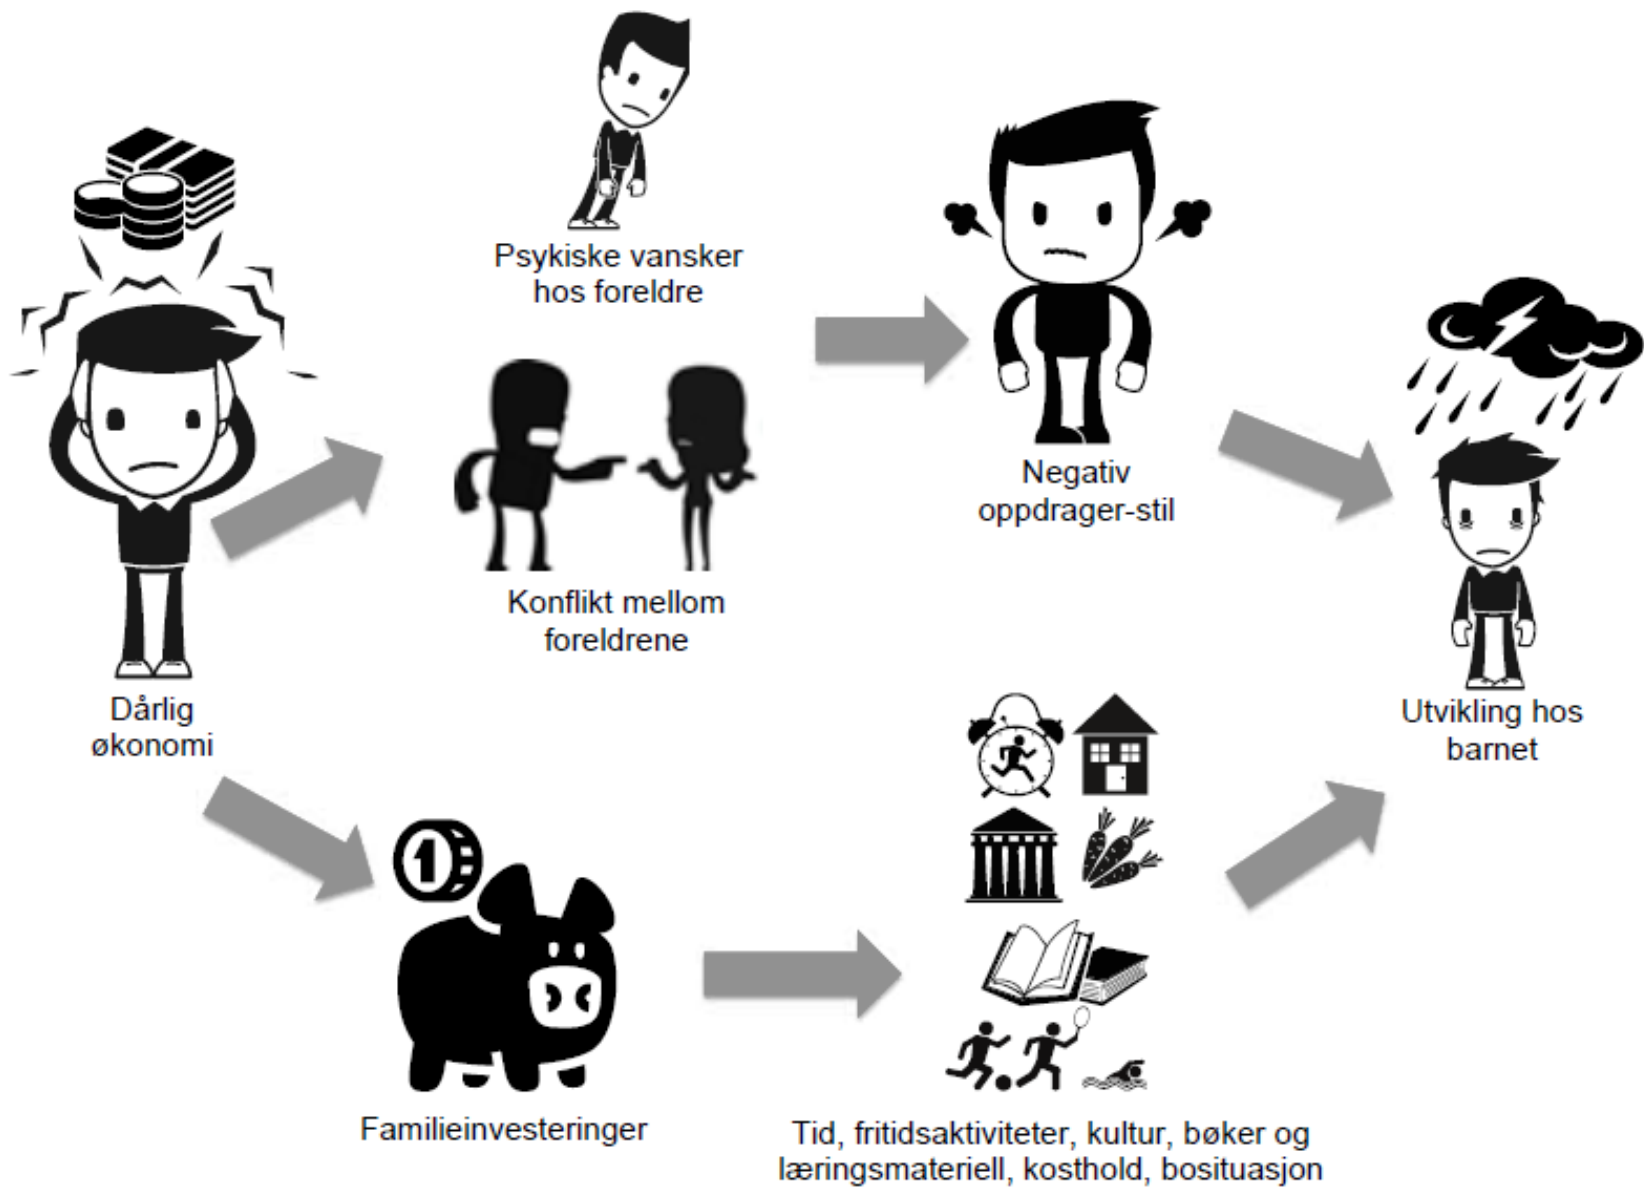 Psykiske vansker
hos foreldre
Konflikt mellom
foreldrene
Negativ
oppdrager-stil
Dårlig
økonomi
Utvikling hos
barnet
1
Familieinvesteringer
Tid, fritidsaktiviteter, kultur, bøker og
læringsmateriell, kosthold, bosituasjon